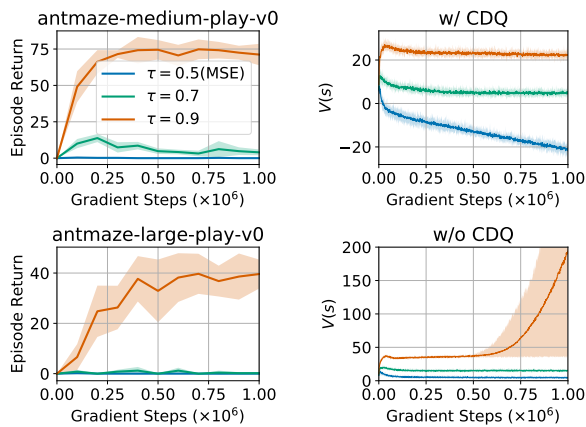 antmaze-medium-play-v0
Episode Return
75
50
25
0
τ = 0.5(MSE)
τ = 0.7
τ = 0.9
0.00 0.25 0.50 0.75 1.00
Gradient Steps (×10⁶)
w/ CDQ
V(s)
20
0
−20
0.00 0.25 0.50 0.75 1.00
Gradient Steps (×10⁶)
antmaze-large-play-v0
Episode Return
40
20
0
0.00 0.25 0.50 0.75 1.00
Gradient Steps (×10⁶)
w/o CDQ
V(s)
200
150
100
50
0
0.00 0.25 0.50 0.75 1.00
Gradient Steps (×10⁶)